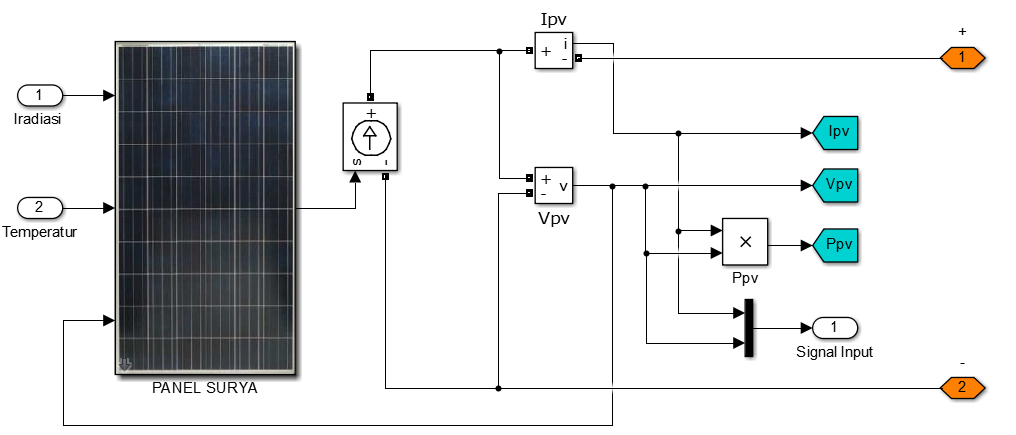 Ipv
+
i
-
+
1
1
Iradiasi
+
s
-
Ipv
+
-
v
Vpv
Vpv
2
Temperatur
×
Ppv
Ppv
1
Signal Input
-
2
PANEL SURYA